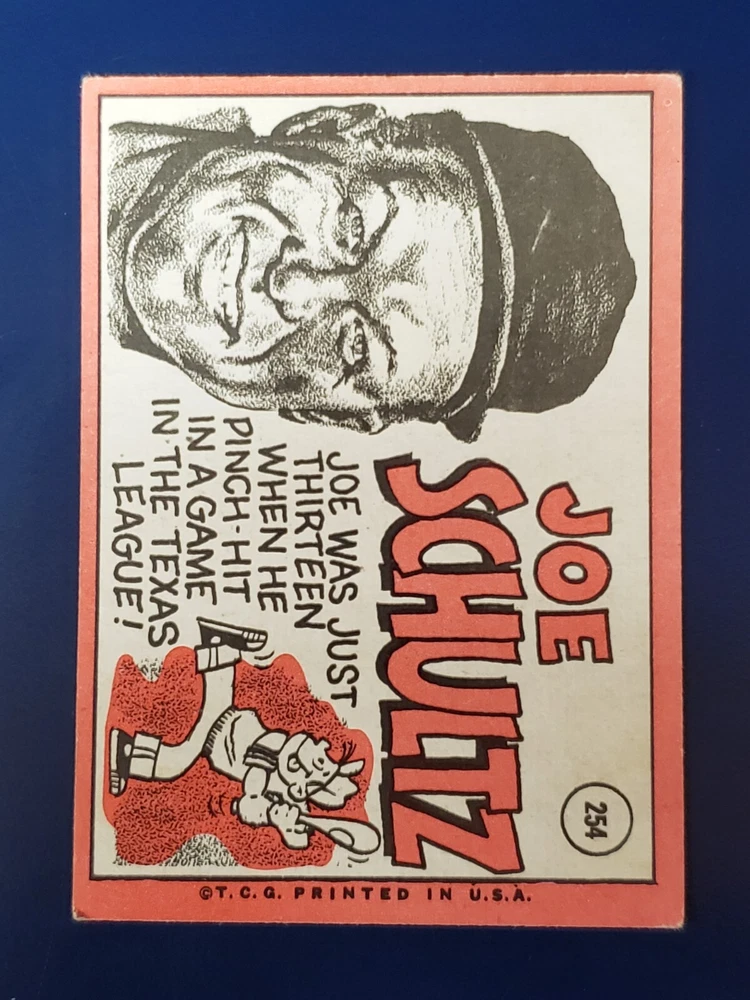 JOE
SCHULTZ
254
JOE WAS JUST
THIRTEEN
WHEN HE
PINCH-HIT
IN A GAME
IN THE TEXAS
LEAGUE!
©T.C.G. PRINTED IN U.S.A.